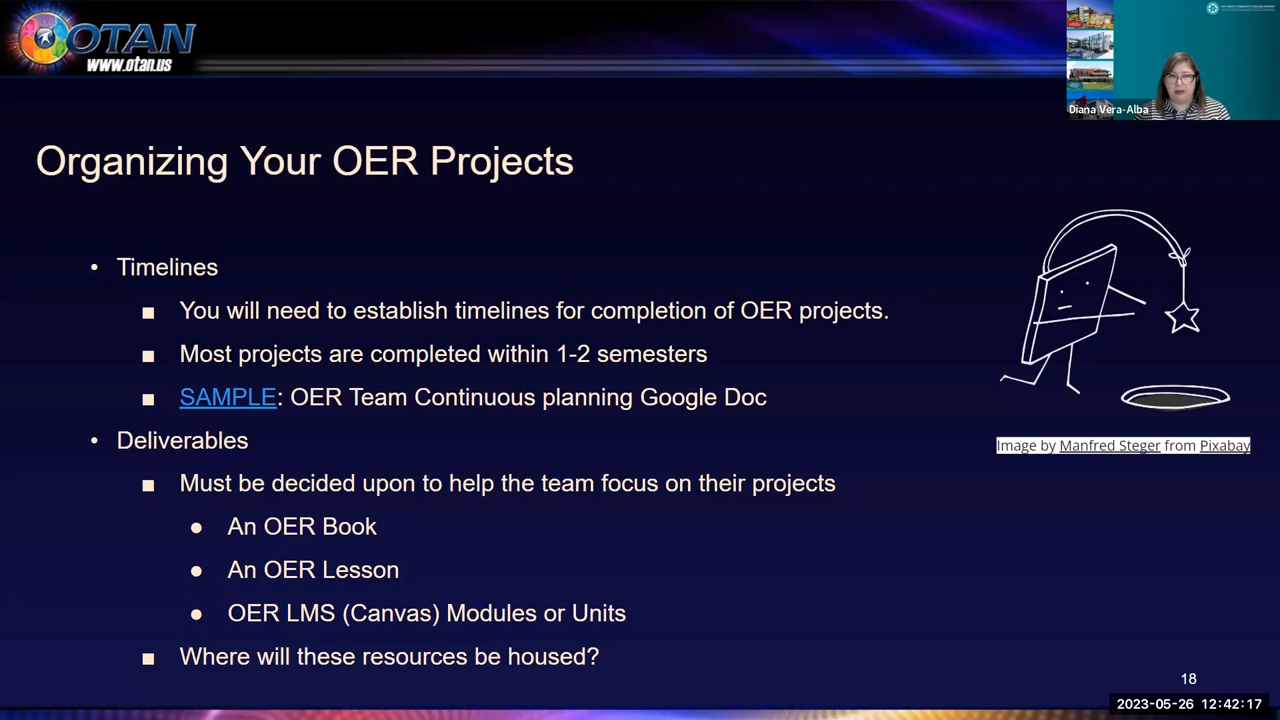 OTAN
www.otan.us
Diana Vera-Alba
Organizing Your OER Projects
• Timelines
■ You will need to establish timelines for completion of OER projects.
■ Most projects are completed within 1-2 semesters
■ SAMPLE: OER Team Continuous planning Google Doc
• Deliverables
■ Must be decided upon to help the team focus on their projects
● An OER Book
● An OER Lesson
● OER LMS (Canvas) Modules or Units
■ Where will these resources be housed?
Image by Manfred Steger from Pixabay
18
2023-05-26 12:42:17